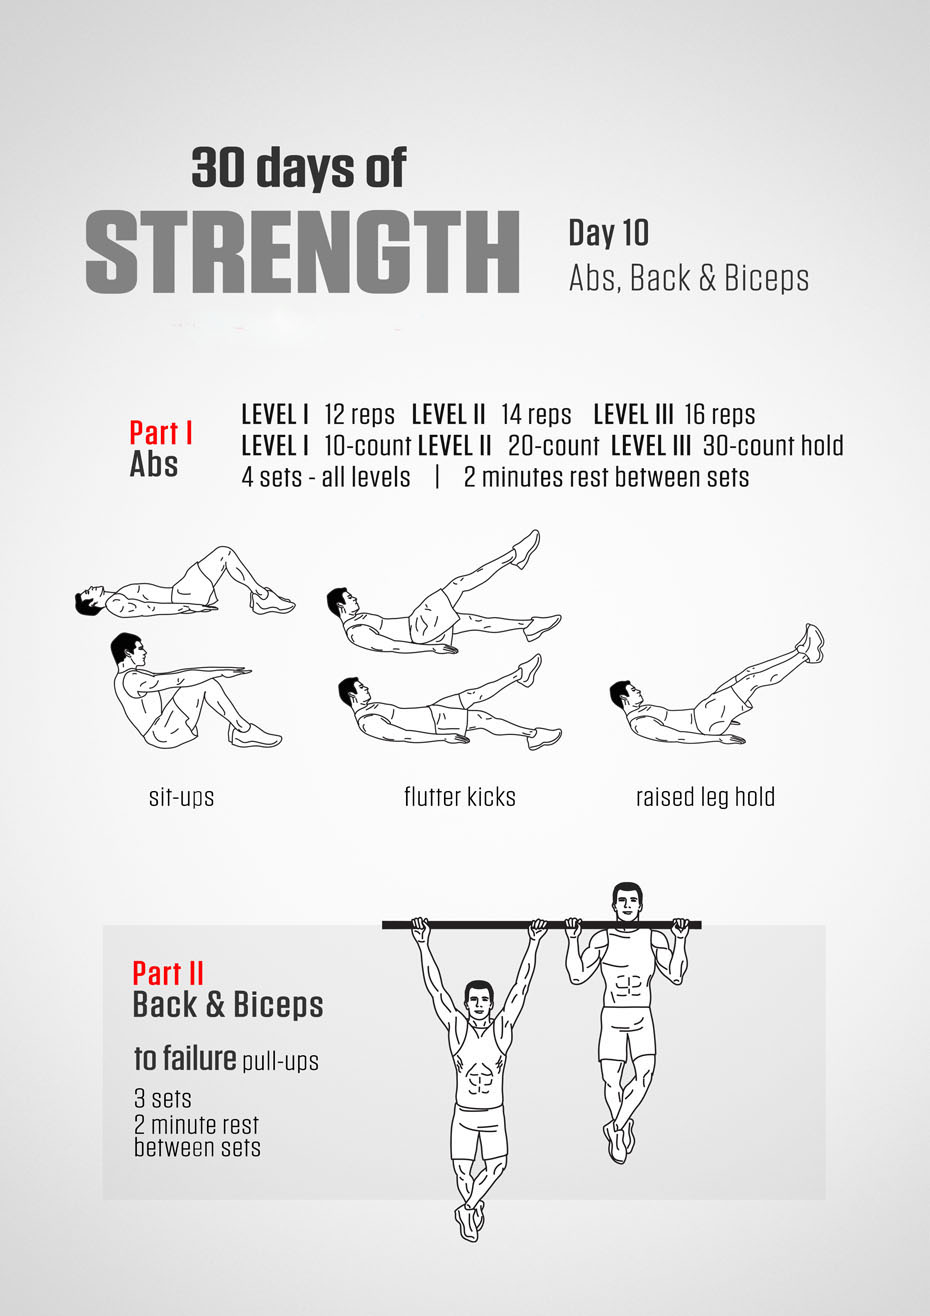 30 days of
STRENGTH
Day 10
Abs, Back & Biceps
Part I
Abs
LEVEL I 12 reps LEVEL II 14 reps LEVEL III 16 reps
LEVEL I 10-count LEVEL II 20-count LEVEL III 30-count hold
4 sets - all levels | 2 minutes rest between sets
sit-ups
flutter kicks
raised leg hold
Part II
Back & Biceps
to failure pull-ups
3 sets
2 minute rest
between sets